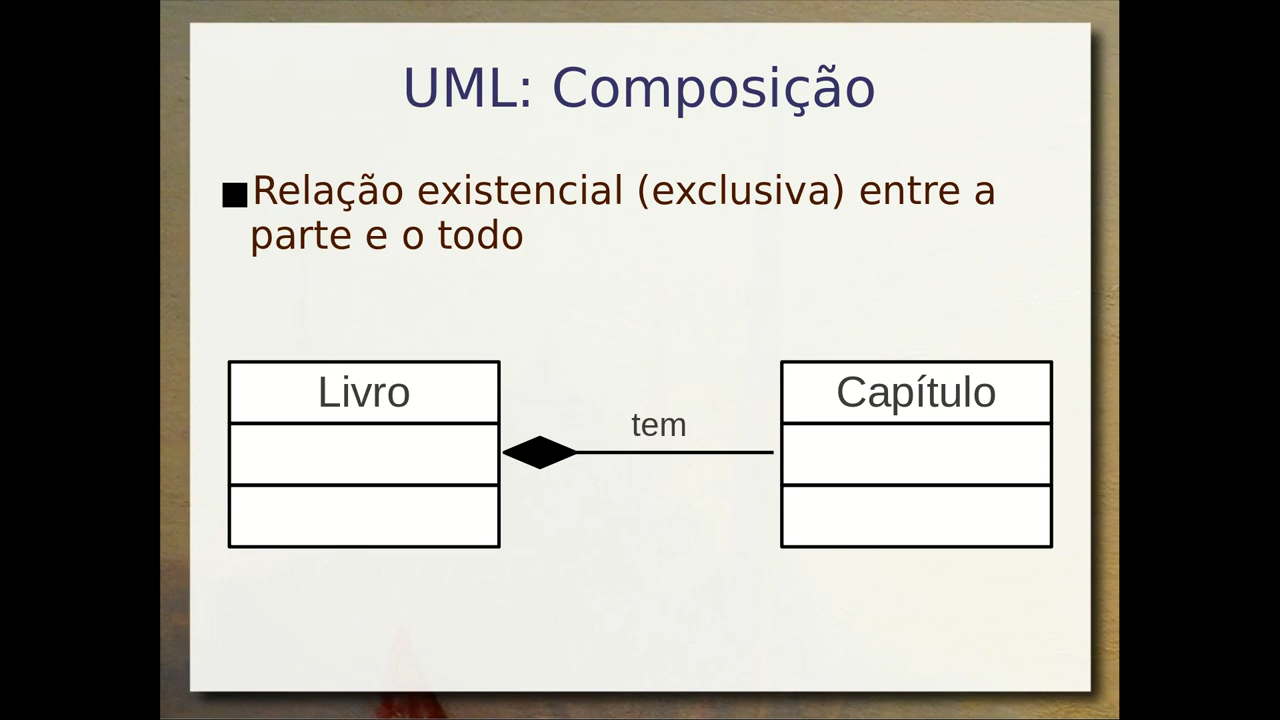 UML: Composição
Relação existencial (exclusiva) entre a
parte e o todo
Livro
tem
Capítulo